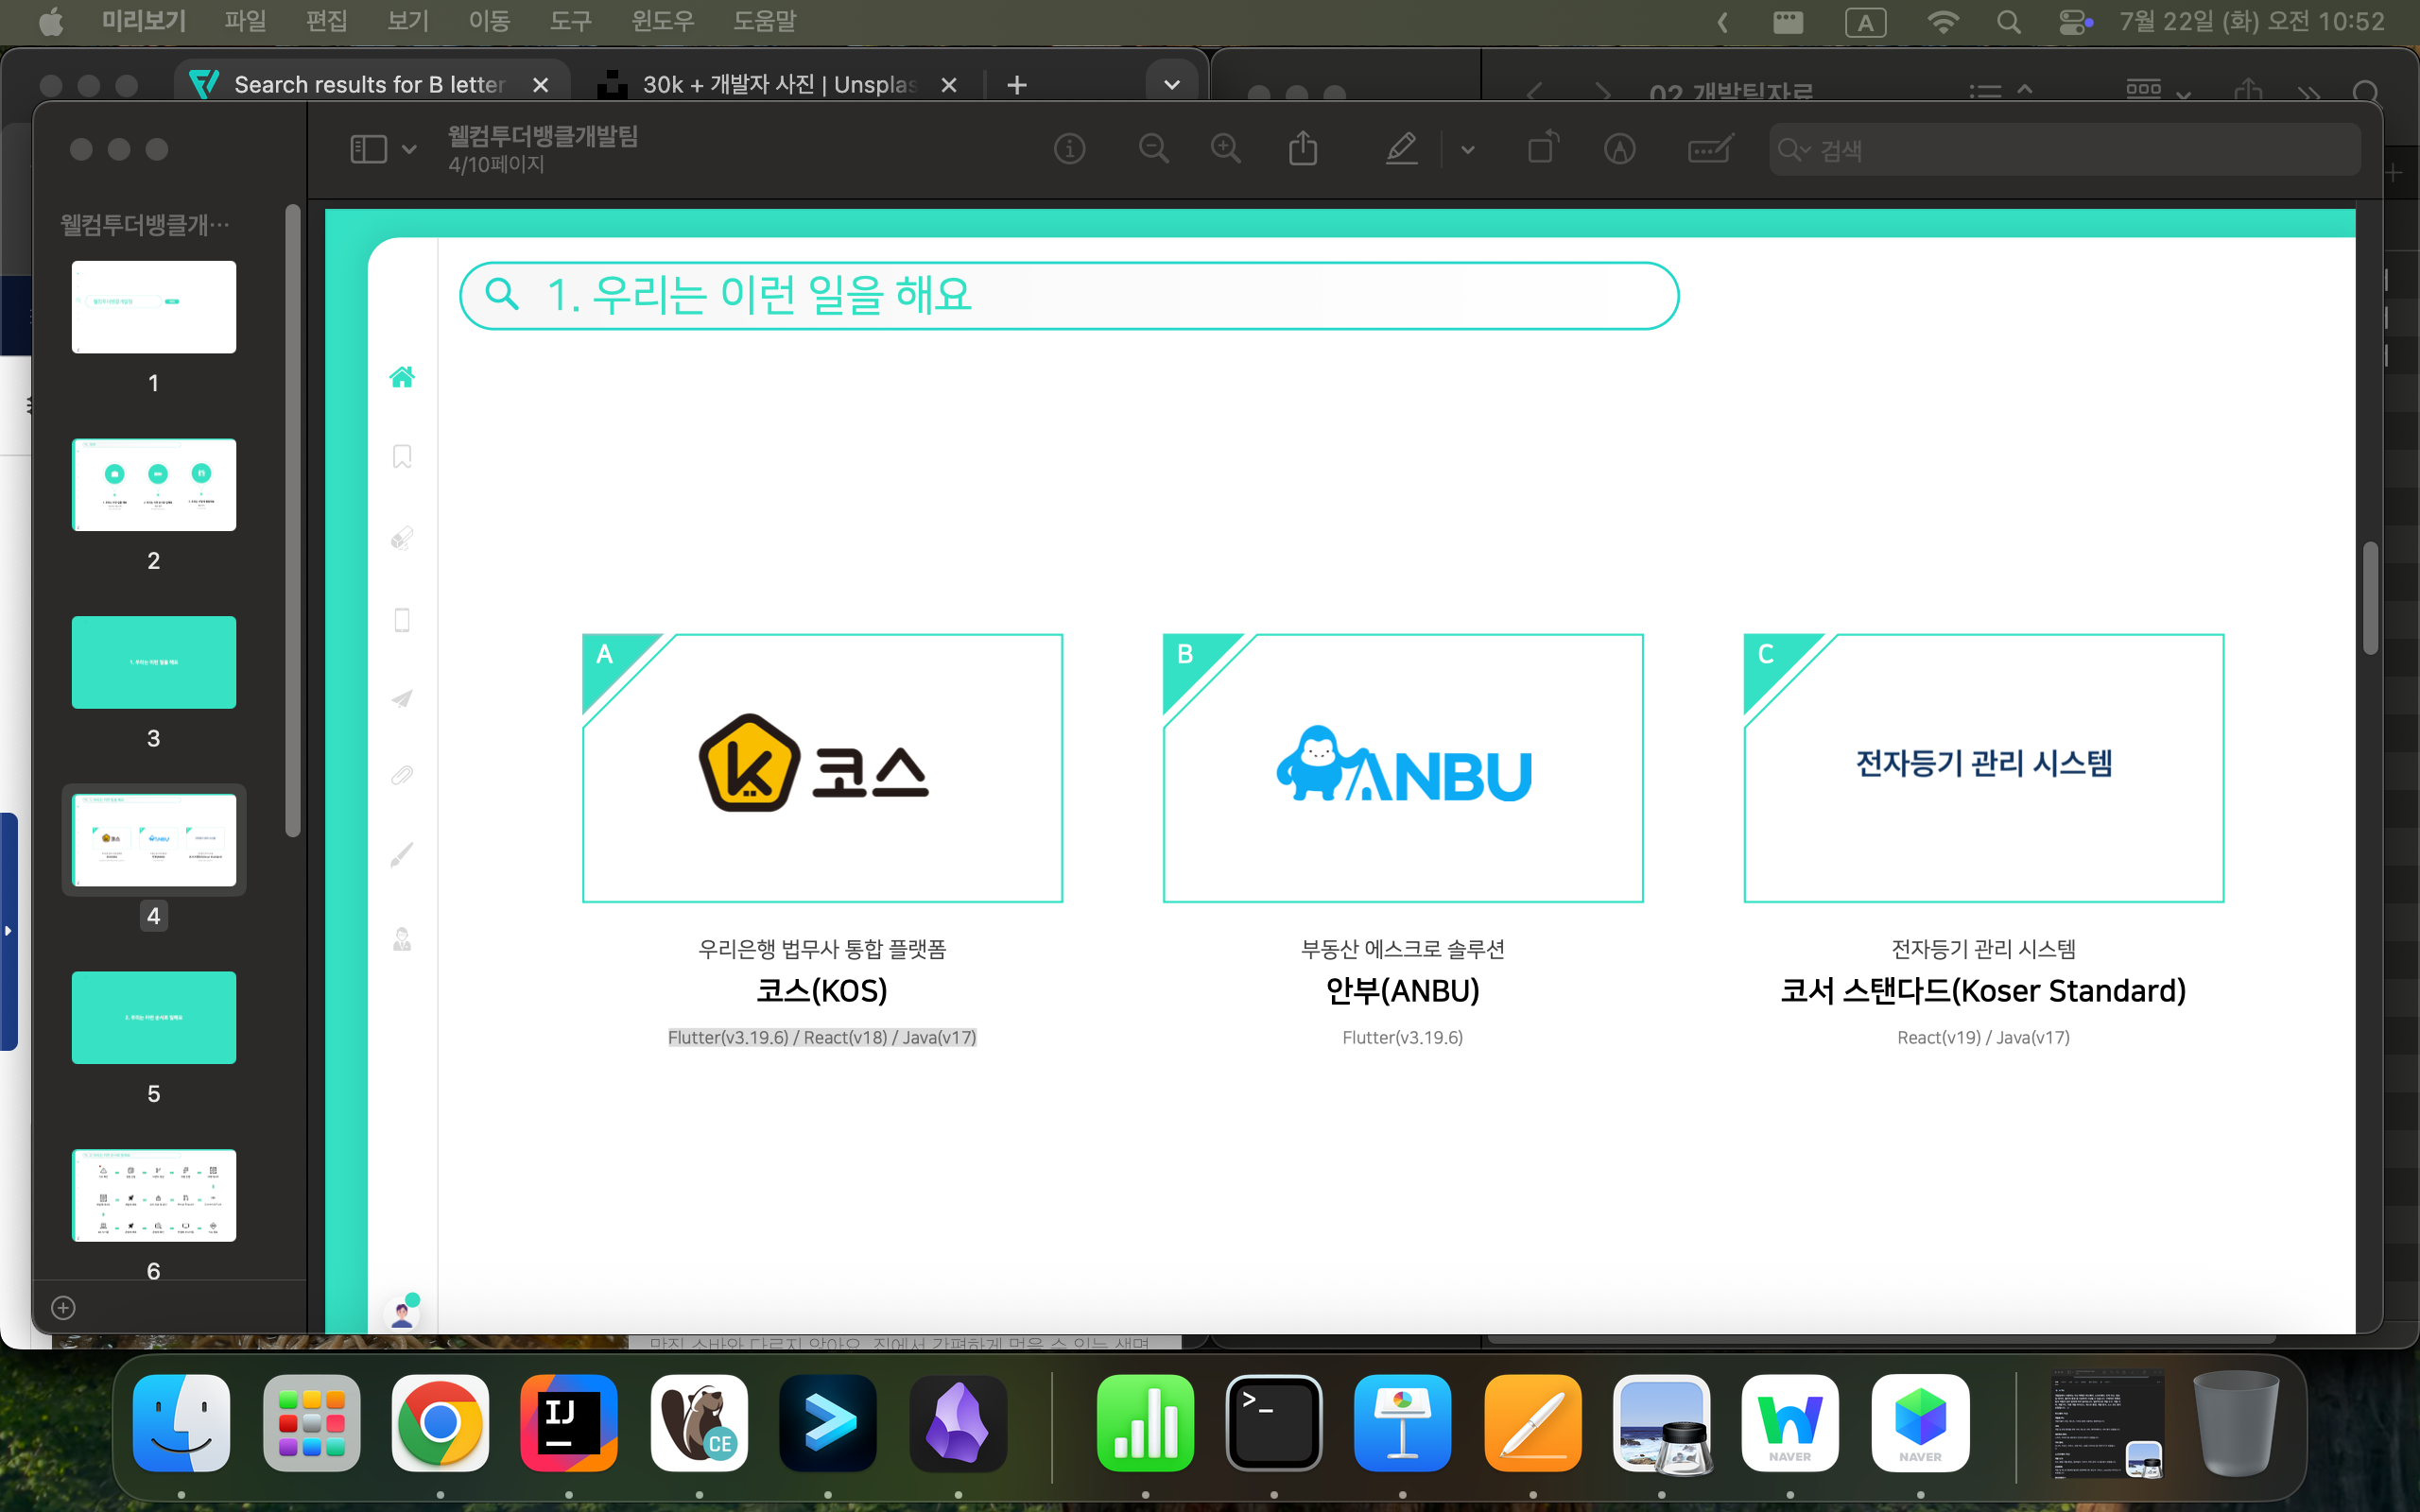 미리보기 파일 편집 보기 이동 도구 윈도우 도움말
A 7월 22일 (화) 오전 10:52
Search results for B letter
30k + 개발자 사진 | Unsplas
02 개발팀자료
웰컴투더뱅클개발팀
4/10페이지
검색
웰컴투더뱅클개…
1
2
3
4
5
6
1. 우리는 이런 일을 해요
A
코스
우리은행 법무사 통합 플랫폼
코스(KOS)
Flutter(v3.19.6) / React(v18) / Java(v17)
B
ANBU
부동산 에스크로 솔루션
안부(ANBU)
Flutter(v3.19.6)
C
전자등기 관리 시스템
전자등기 관리 시스템
코서 스탠다드(Koser Standard)
React(v19) / Java(v17)
IJ
CE
NAVER
NAVER